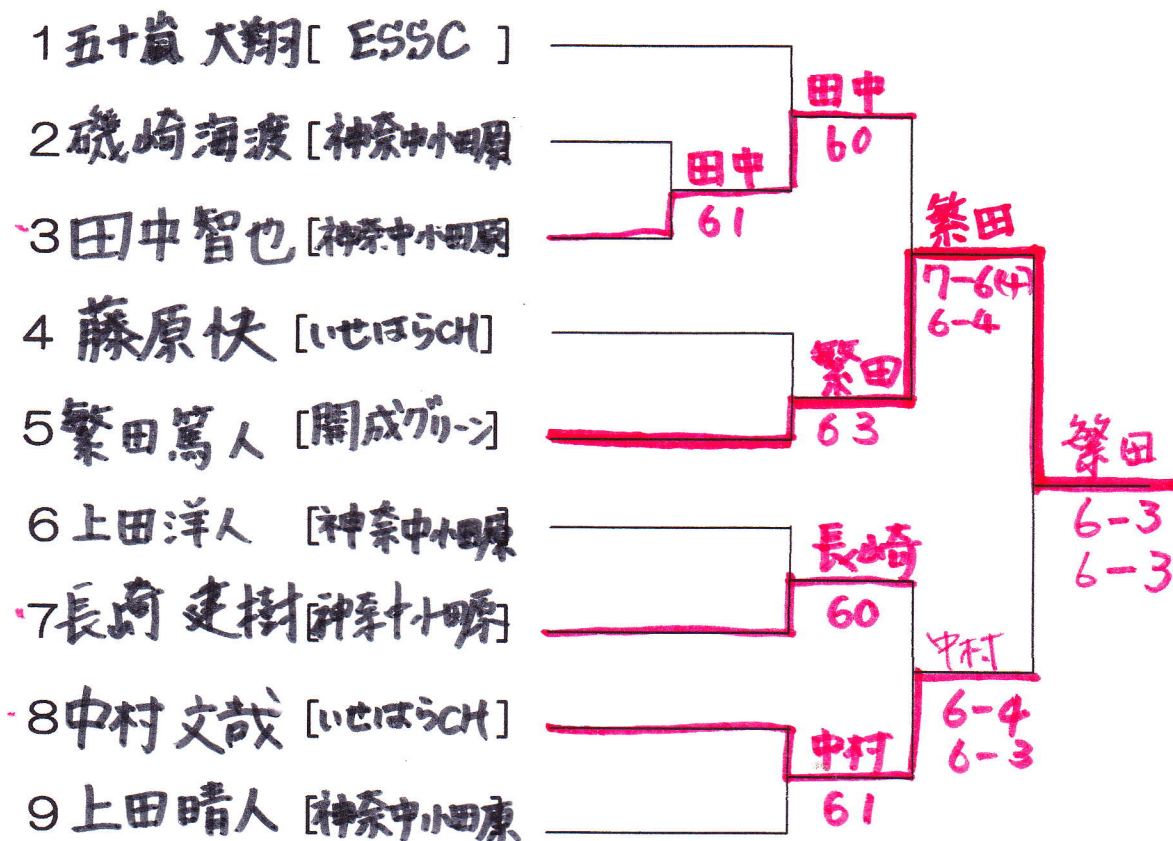 1 五十嵐 大翔 [ ESSC ]
2 磯崎海渡 [神奈中小田原
3 田中智也 [神奈中小田原]
4 藤原快 [いせはらCH]
5 繁田篤人 [開成グリーン]
6 上田洋人 [神奈中小田原
7 長崎 建樹 [神奈中小田原]
8 中村文哉 [いせはらCH]
9 上田晴人 [神奈中小田原
田中
60
田中
61
繁田
7-6(4)
6-4
繁田
63
繁田
6-3
6-3
長崎
60
中村
6-4
6-3
中村
61